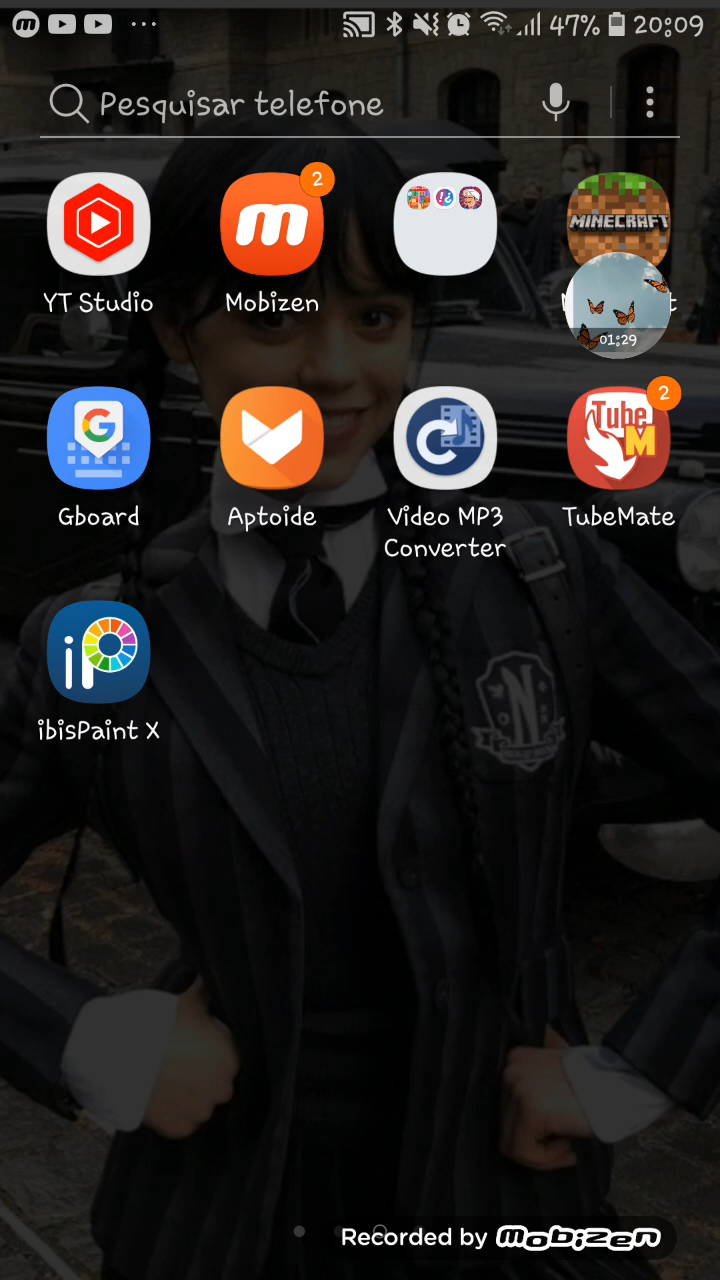 47% 20:09
Pesquisar telefone
2
MINECRAFT
YT Studio
Mobizen
t
01:29
2
Tube
M
Gboard
Aptoide
Video MP3
Converter
TubeMate
iP
ibisPaint X
N
Recorded by mobizen